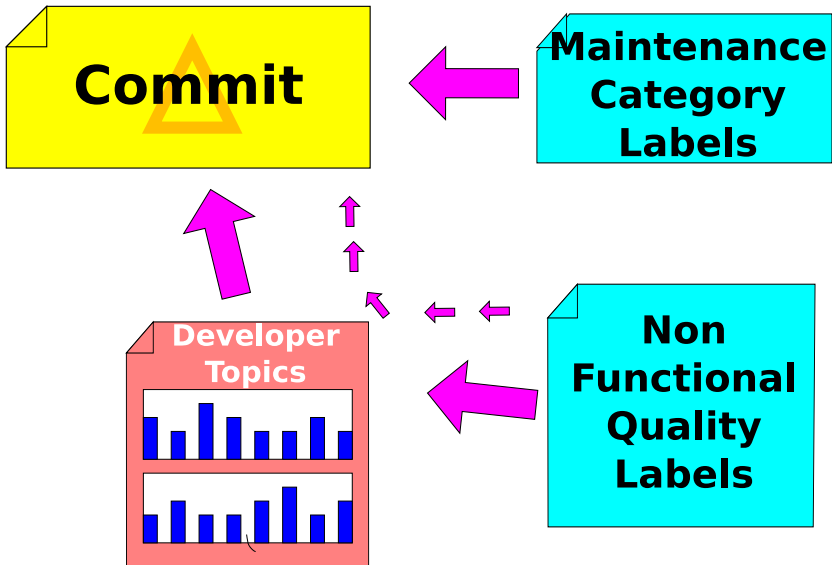 Commit
Maintenance
Category
Labels
Developer
Topics
Non
Functional
Quality
Labels